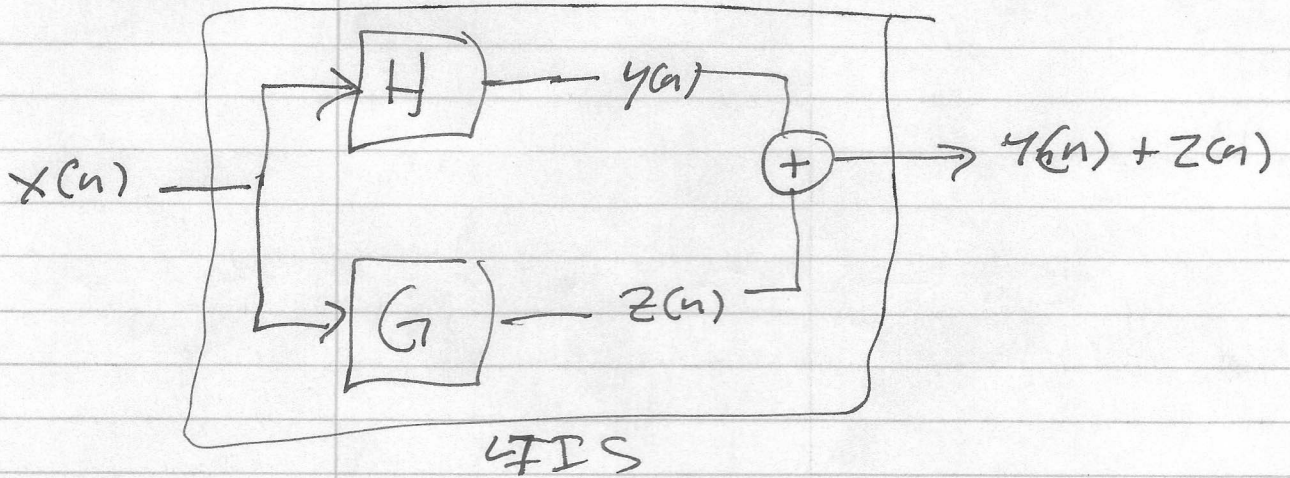 H
y(n)
x(n)
+
y(n) + z(n)
G
z(n)
LTIS